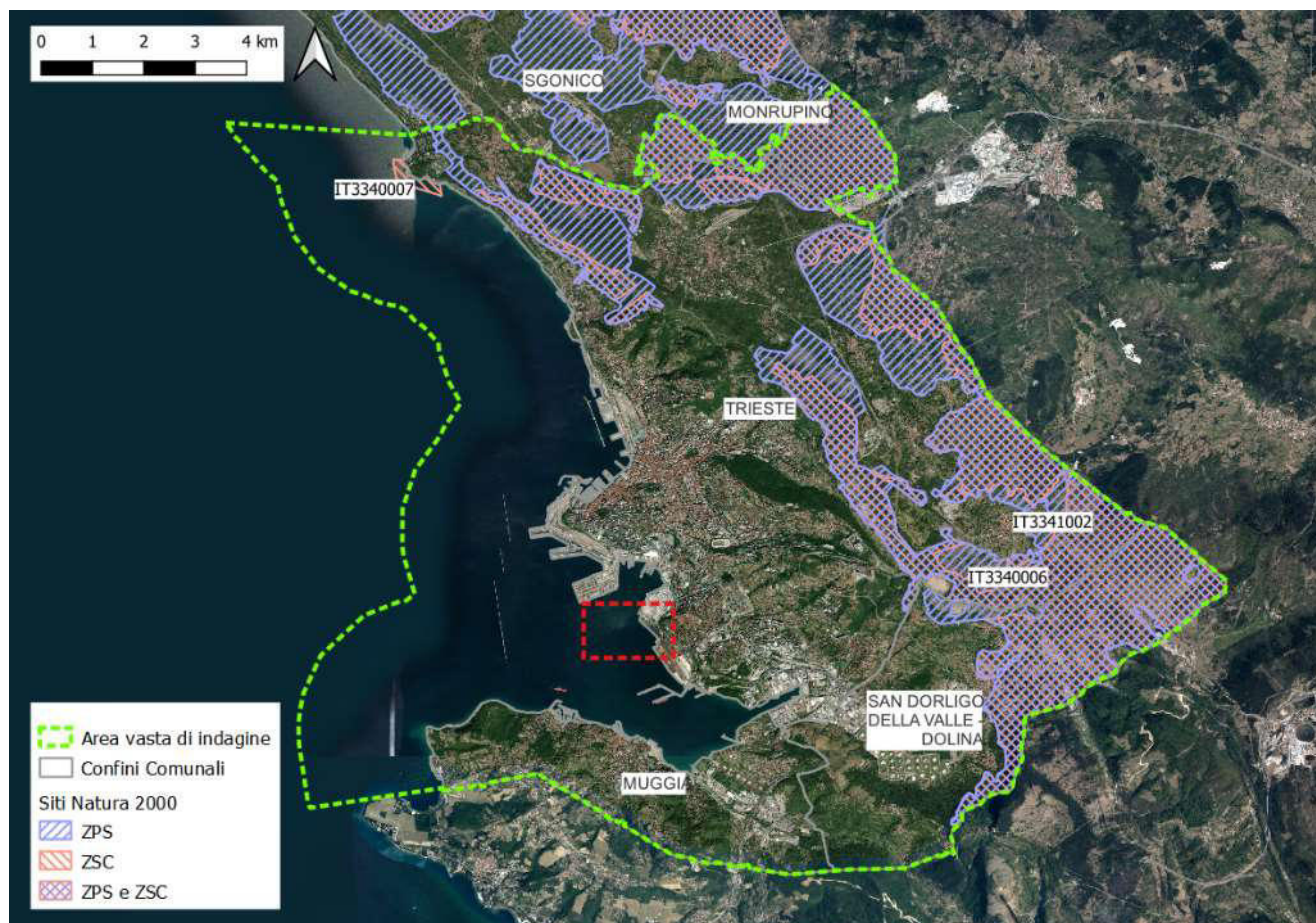 0 1 2 3 4 km
SGONICO
MONRUPINO
IT3340007
TRIESTE
IT3341002
IT3340006
SAN DORLIGO
DELLA VALLE -
DOLINA
MUGGIA
Area vasta di indagine
Confini Comunali
Siti Natura 2000
ZPS
ZSC
ZPS e ZSC